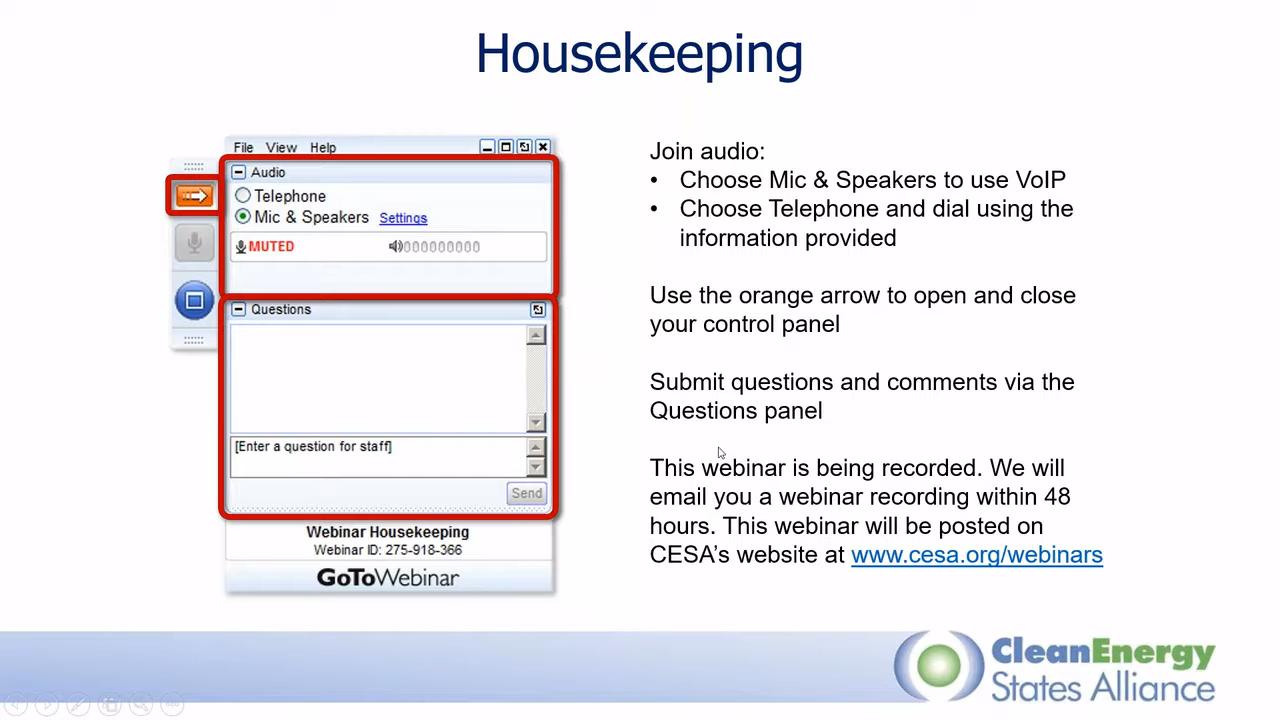 Housekeeping
File View Help
Audio
Telephone
Mic & Speakers Settings
MUTED 000000000
Questions
[Enter a question for staff]
Send
Webinar Housekeeping
Webinar ID: 275-918-366
GoToWebinar
Join audio:
• Choose Mic & Speakers to use VoIP
• Choose Telephone and dial using the
information provided
Use the orange arrow to open and close
your control panel
Submit questions and comments via the
Questions panel
This webinar is being recorded. We will
email you a webinar recording within 48
hours. This webinar will be posted on
CESA’s website at www.cesa.org/webinars
CleanEnergy
States Alliance